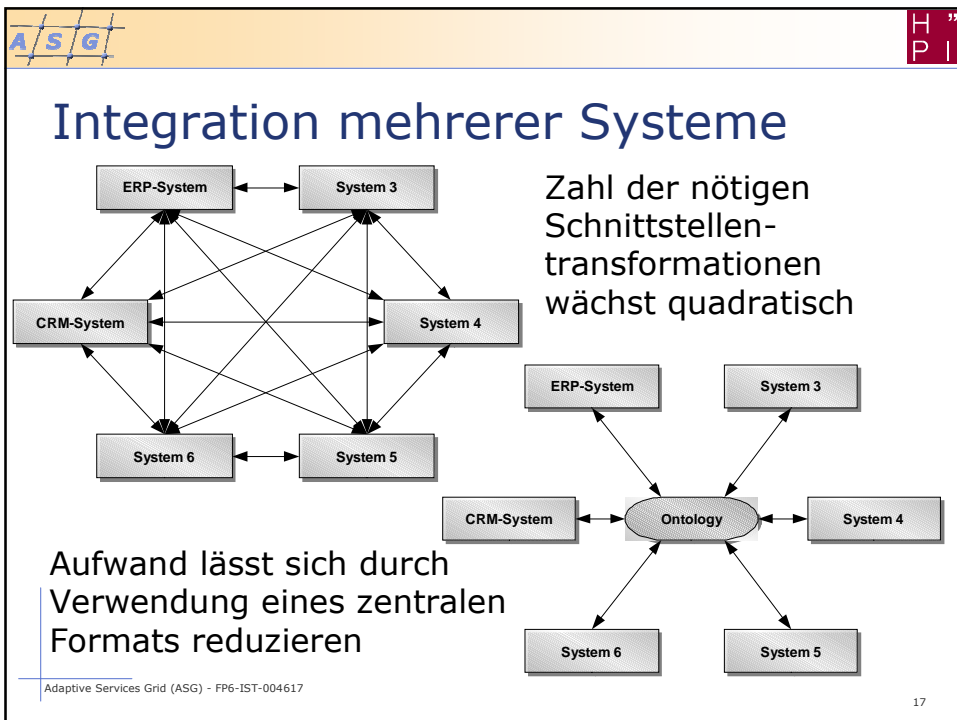 A S G
H ”
P I
Integration mehrerer Systeme
ERP-System
System 3
CRM-System
System 4
System 6
System 5
Zahl der nötigen
Schnittstellen-
transformationen
wächst quadratisch
ERP-System
System 3
CRM-System
Ontology
System 4
System 6
System 5
Aufwand lässt sich durch
Verwendung eines zentralen
Formats reduzieren
Adaptive Services Grid (ASG) - FP6-IST-004617
17